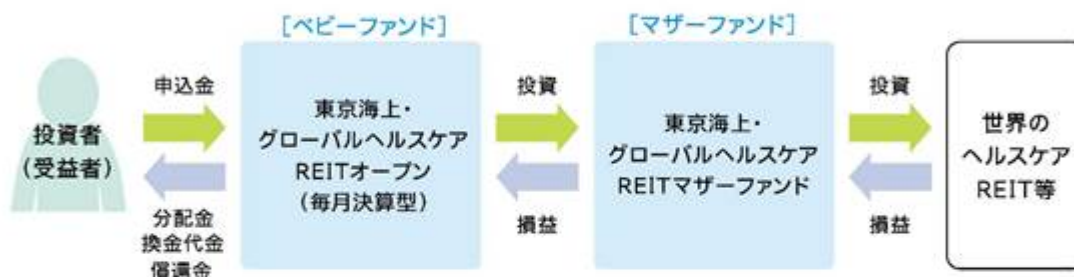 [ベビーファンド]
[マザーファンド]
投資者
(受益者)
申込金
分配金
換金代金
償還金
東京海上・
グローバルヘルスケア
REITオープン
(毎月決算型)
投資
損益
東京海上・
グローバルヘルスケア
REITマザーファンド
投資
損益
世界の
ヘルスケア
REIT等